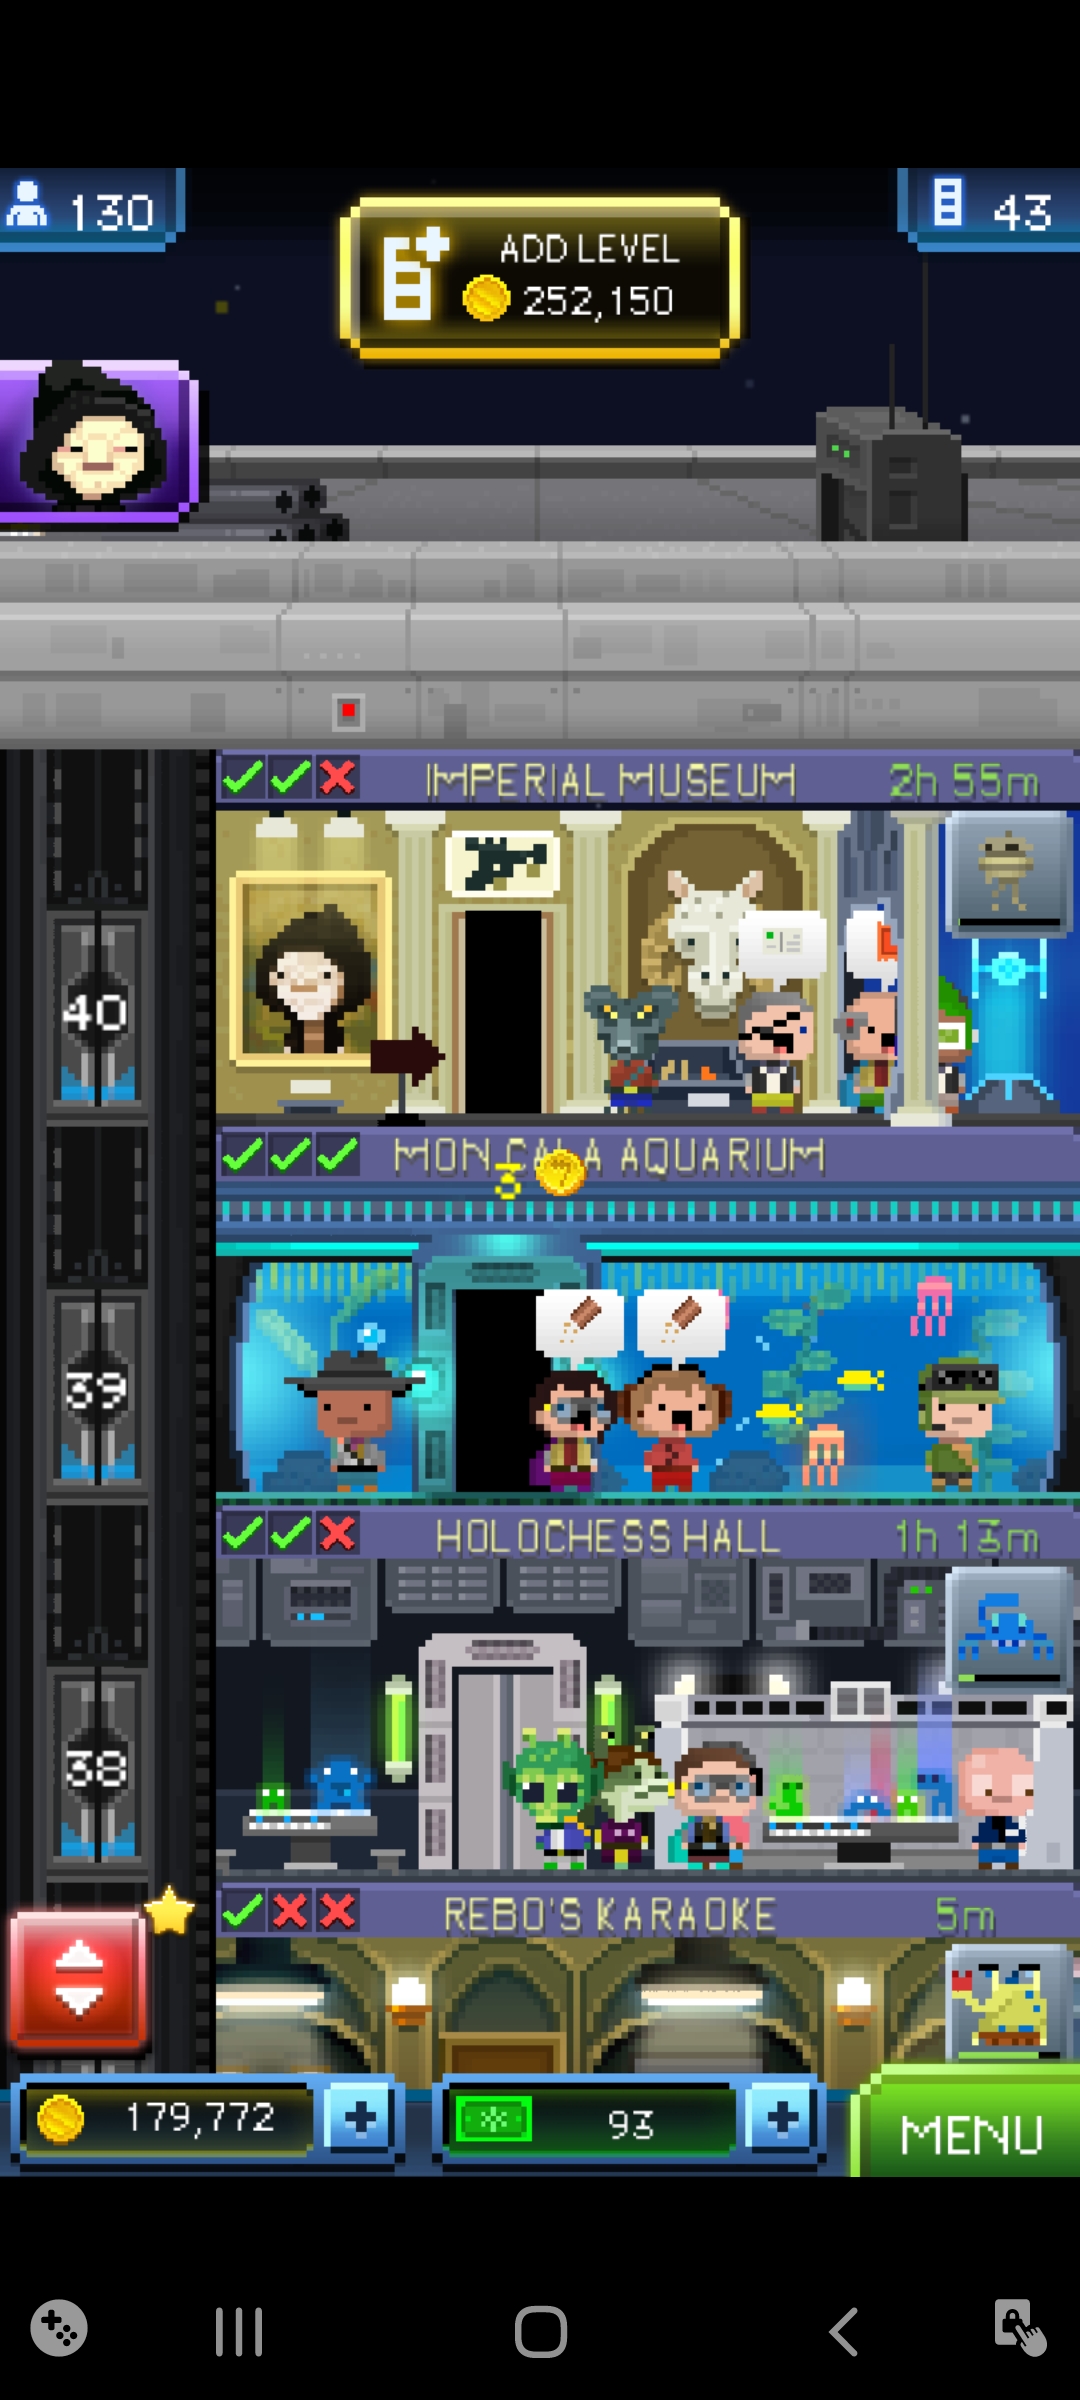 130
ADD LEVEL
252,150
43
IMPERIAL MUSEUM
2h 55m
40
MON CALA AQUARIUM
3
39
HOLOCHESS HALL
1h 13m
38
REBO'S KARAOKE
5m
179,772
93
MENU